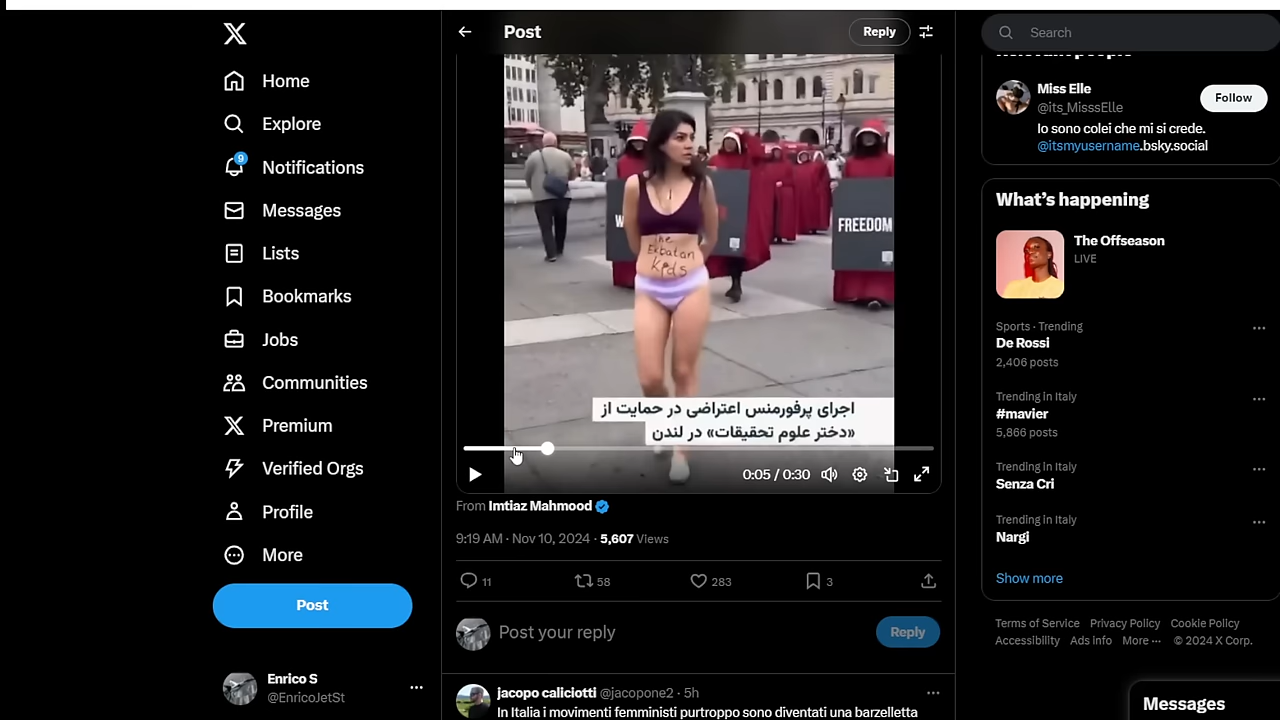 Home
Explore
9
Notifications
Messages
Lists
Bookmarks
Jobs
Communities
Premium
Verified Orgs
Profile
More
Post
Enrico S
@EnricoJetSt
Post
Reply
The
Ekbatan
Kids
W
FREEDOM
اجرای پرفورمنس اعتراضی در حمایت از
«دختر علوم تحقیقات» در لندن
0:05 / 0:30
From Imtiaz Mahmood
9:19 AM · Nov 10, 2024 · 5,607 Views
11 58 283 3
Post your reply
Reply
jacopo caliciotti @jacopone2 · 5h
In Italia i movimenti femministi purtroppo sono diventati una barzelletta
Search
Miss Elle
@its_MisssElle
Follow
Io sono colei che mi si crede.
@itsmyusername.bsky.social
What's happening
The Offseason
LIVE
Sports · Trending
De Rossi
2,406 posts
Trending in Italy
#mavier
5,866 posts
Trending in Italy
Senza Cri
Trending in Italy
Nargi
Show more
Terms of Service Privacy Policy Cookie Policy
Accessibility Ads info More ··· © 2024 X Corp.
Messages